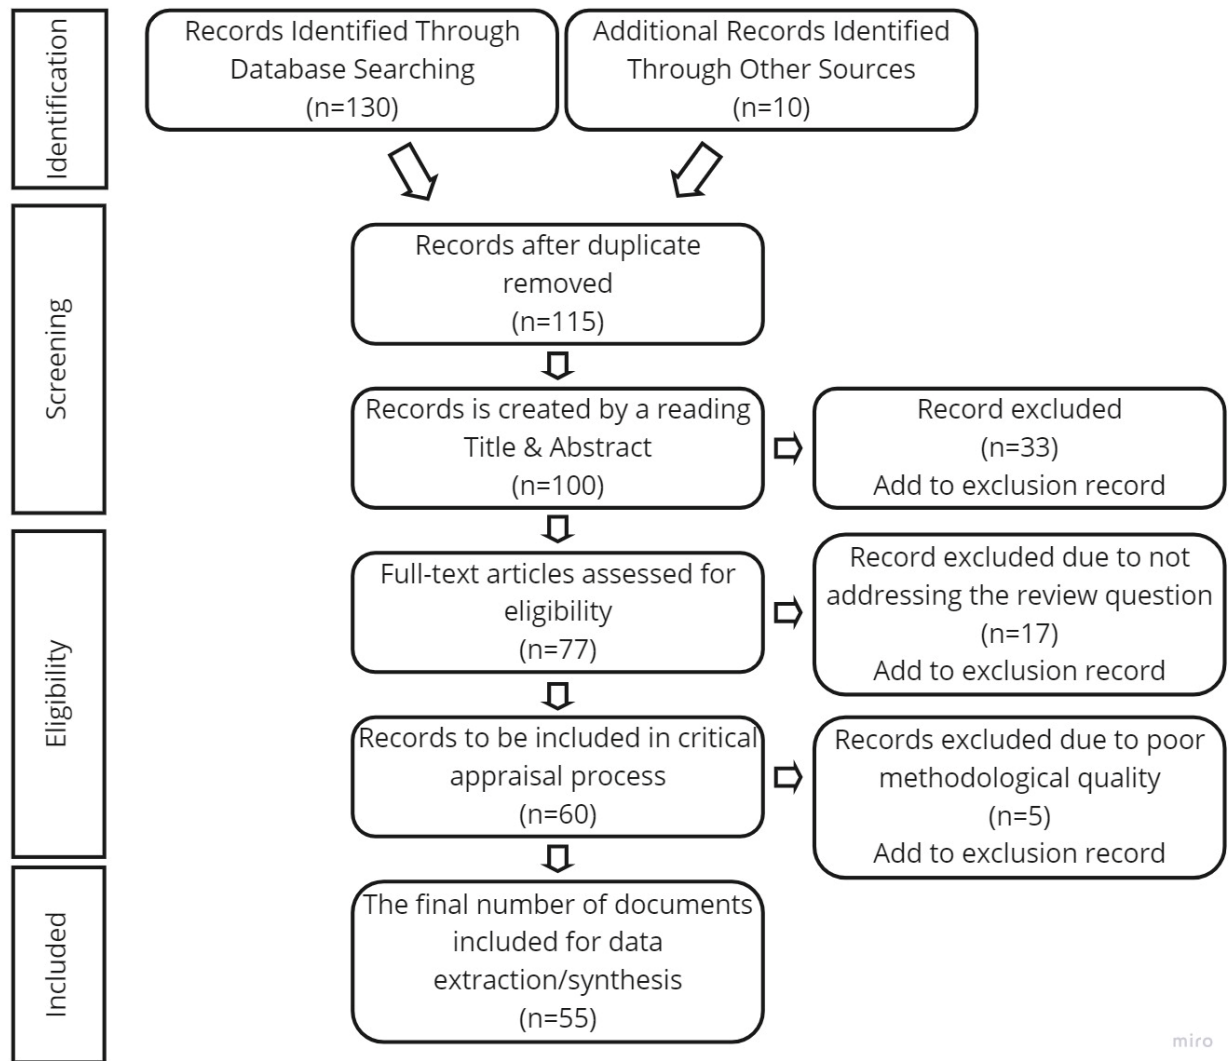 Identification
Records Identified Through
Database Searching
(n=130)
Additional Records Identified
Through Other Sources
(n=10)
Screening
Records after duplicate
removed
(n=115)
Records is created by a reading
Title & Abstract
(n=100)
Record excluded
(n=33)
Add to exclusion record
Eligibility
Full-text articles assessed for
eligibility
(n=77)
Record excluded due to not
addressing the review question
(n=17)
Add to exclusion record
Records to be included in critical
appraisal process
(n=60)
Records excluded due to poor
methodological quality
(n=5)
Add to exclusion record
Included
The final number of documents
included for data
extraction/synthesis
(n=55)
miro